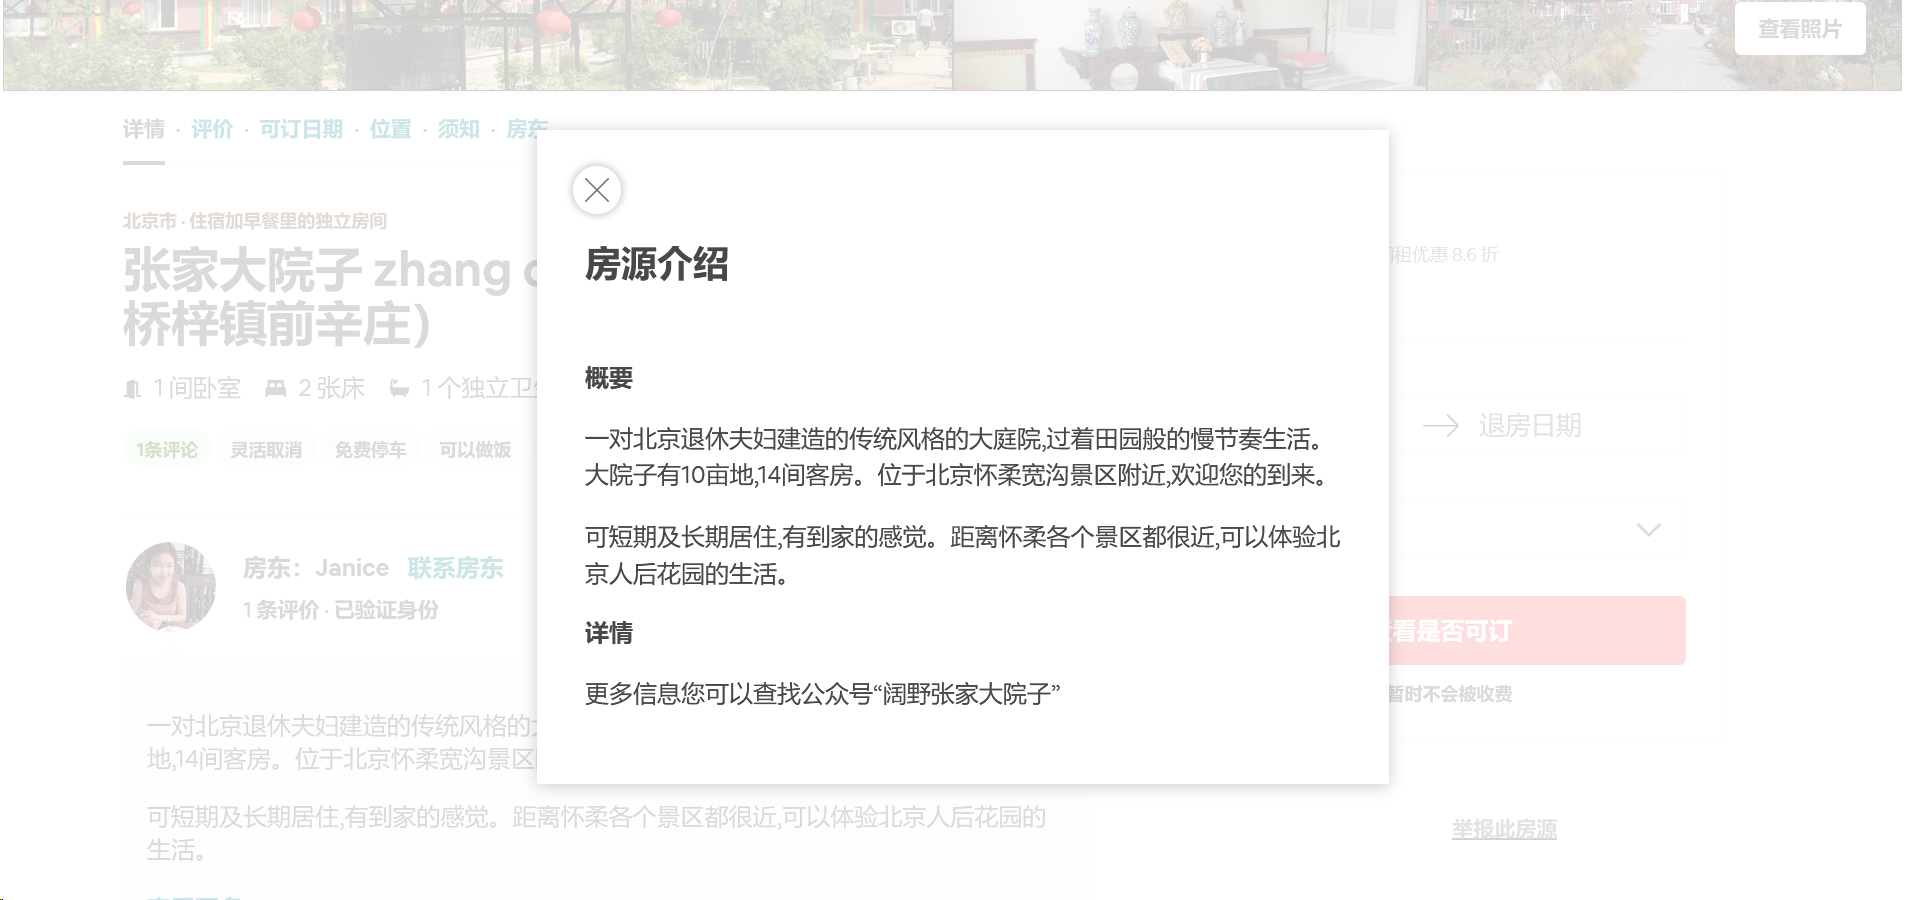 查看照片
详情 · 评价 · 可订日期 · 位置 · 须知 · 房东
北京市 · 住宿加早餐里的独立房间
张家大院子 zhang
桥梓镇前辛庄)
1 间卧室 2 张床 1 个独立卫
1条评论 灵活取消 免费停车 可以做饭
房东：Janice 联系房东
1 条评价 · 已验证身份
一对北京退休夫妇建造的传统风格的
地,14间客房。位于北京怀柔宽沟景区
可短期及长期居住,有到家的感觉。距离怀柔各个景区都很近,可以体验北京人后花园的
生活。
房源介绍
概要
一对北京退休夫妇建造的传统风格的大庭院,过着田园般的慢节奏生活。
大院子有10亩地,14间客房。位于北京怀柔宽沟景区附近,欢迎您的到来。
可短期及长期居住,有到家的感觉。距离怀柔各个景区都很近,可以体验北
京人后花园的生活。
详情
更多信息您可以查找公众号“阔野张家大院子”
租优惠 8.6 折
退房日期
看是否可订
暂时不会被收费
举报此房源